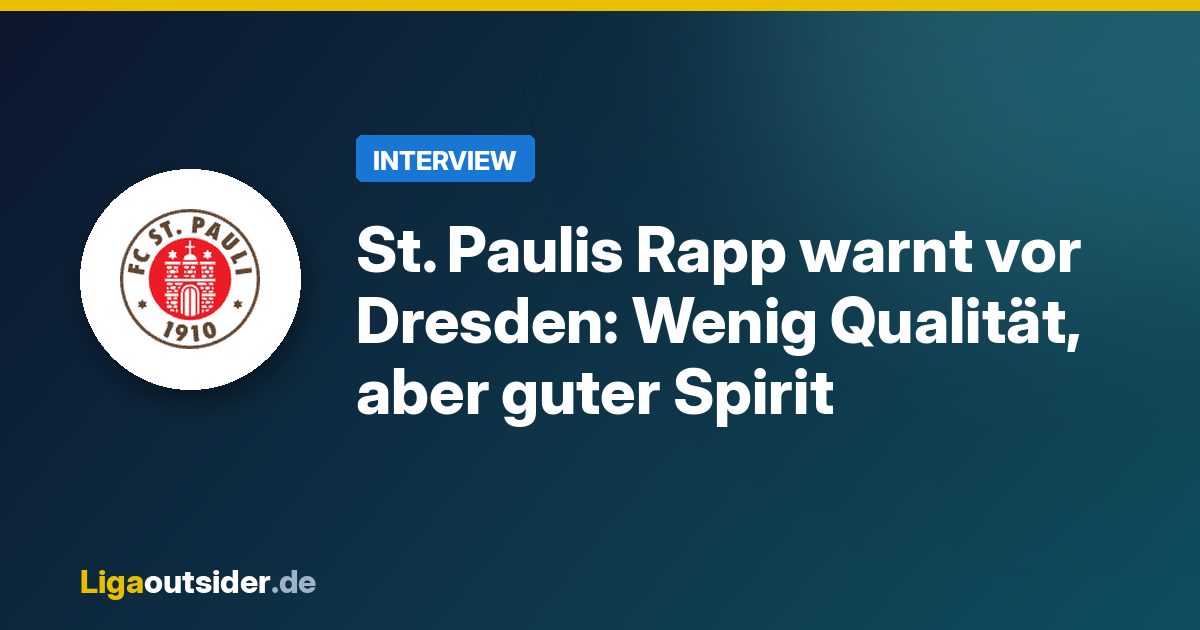 INTERVIEW
St. Paulis Rapp warnt vor
Dresden: Wenig Qualität,
aber guter Spirit
FC ST. PAULI
1910
Ligaoutsider.de